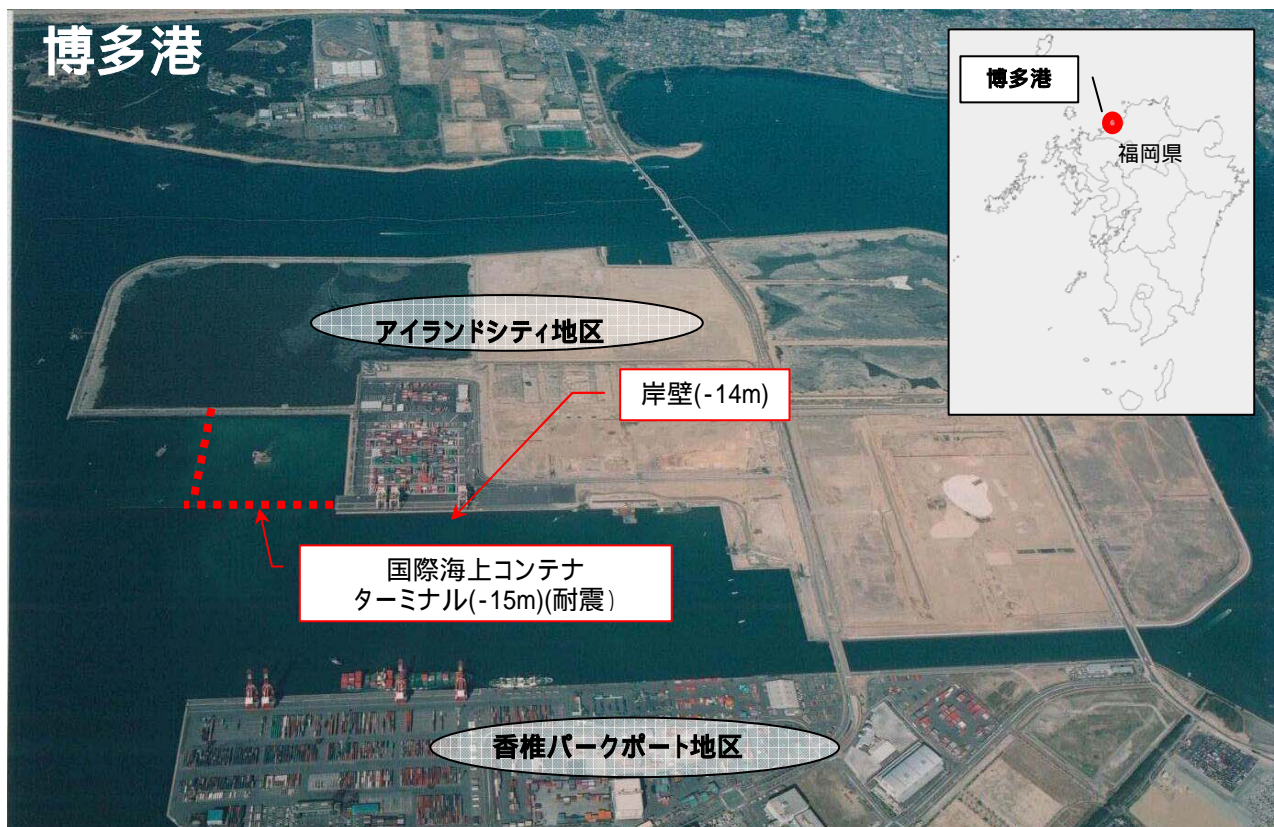 博多港
博多港
福岡県
アイランドシティ地区
岸壁(-14m)
国際海上コンテナ
ターミナル(-15m)(耐震)
香椎パークポート地区